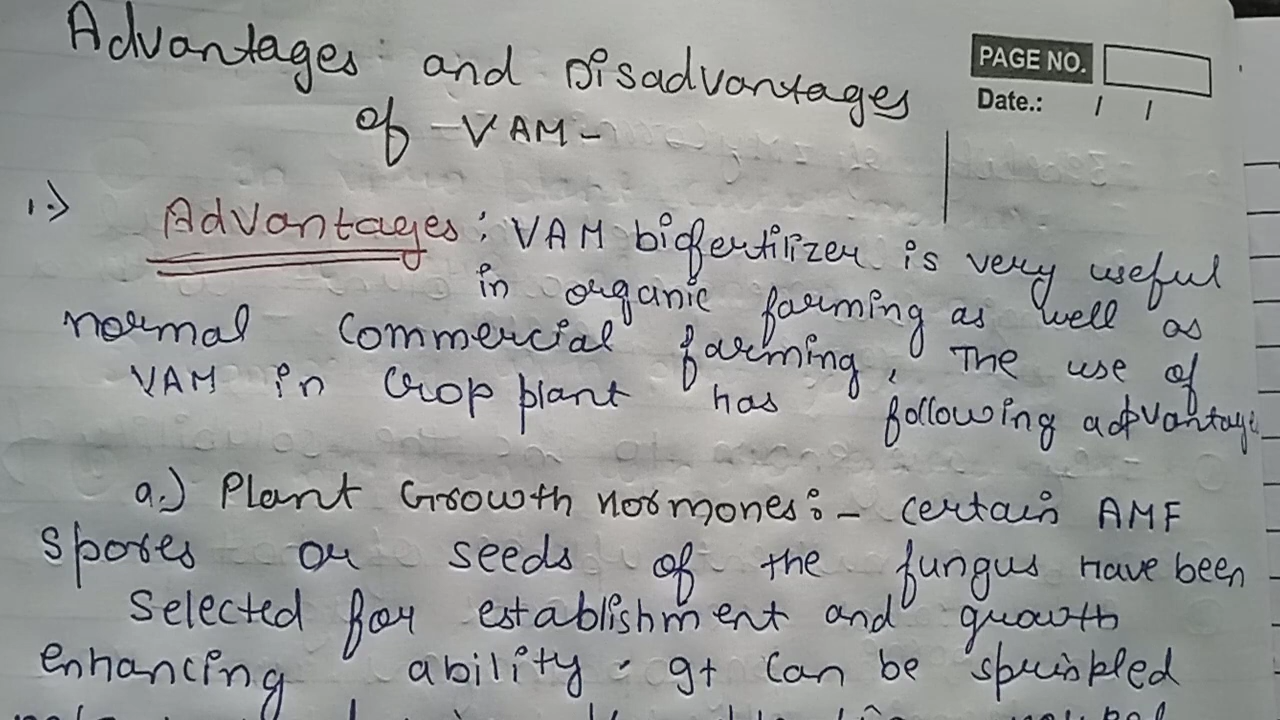 Advantages and Disadvantages
of -VAM-
PAGE NO.
Date.: / /
1.) Advantages: VAM biofertilizer is very useful
in organic farming as well as
normal commercial farming, The use of
VAM in crop plant has following advantage
a.) Plant Growth Hormones:- certain AMF
spores or seeds of the fungus have been
selected for establishment and growth
enhancing ability. It can be sprinkled